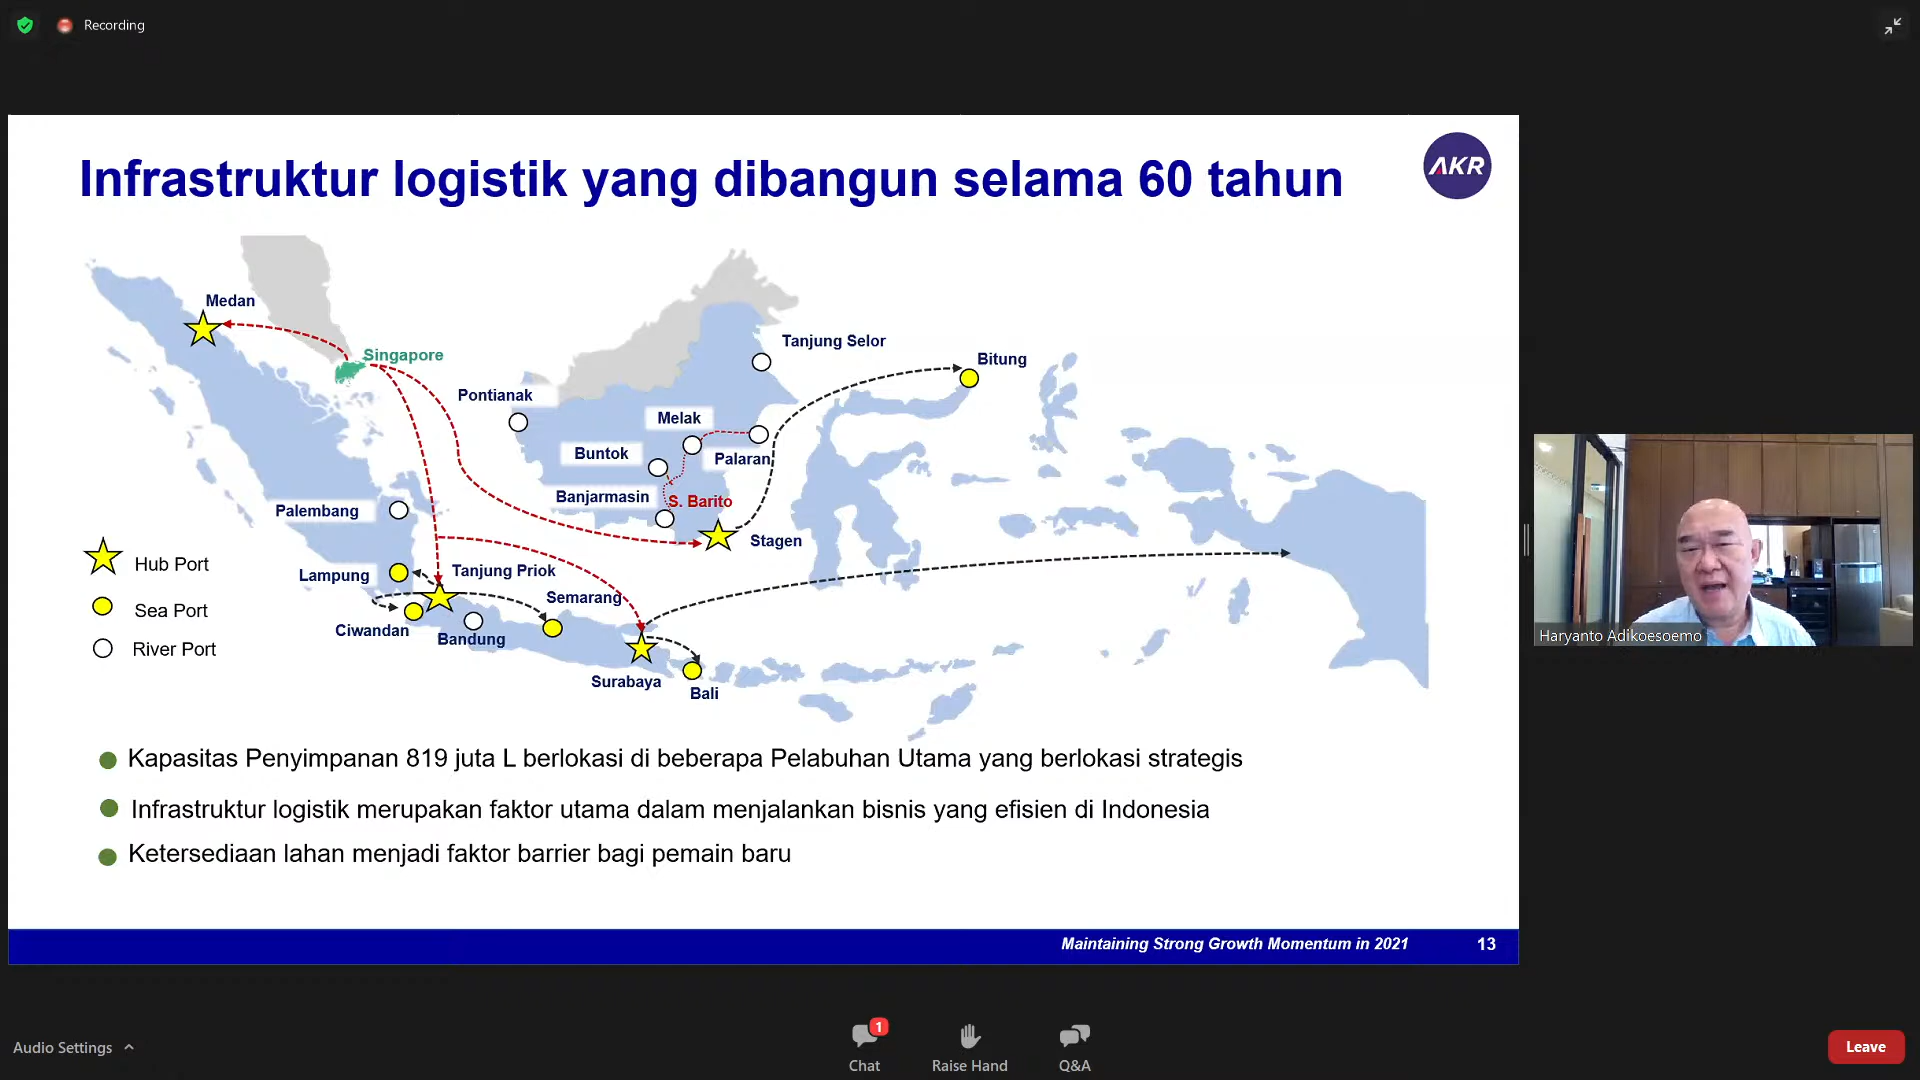 Recording
Infrastruktur logistik yang dibangun selama 60 tahun
AKR
Medan
Singapore
Tanjung Selor
Bitung
Pontianak
Melak
Buntok
Palaran
Banjarmasin
S. Barito
Palembang
Stagen
Hub Port
Lampung
Tanjung Priok
Semarang
Sea Port
Ciwandan
Bandung
River Port
Surabaya
Bali
Kapasitas Penyimpanan 819 juta L berlokasi di beberapa Pelabuhan Utama yang berlokasi strategis
Infrastruktur logistik merupakan faktor utama dalam menjalankan bisnis yang efisien di Indonesia
Ketersediaan lahan menjadi faktor barrier bagi pemain baru
Maintaining Strong Growth Momentum in 2021
13
Haryanto Adikoesoemo
Audio Settings
1
Chat
Raise Hand
Q&A
Leave